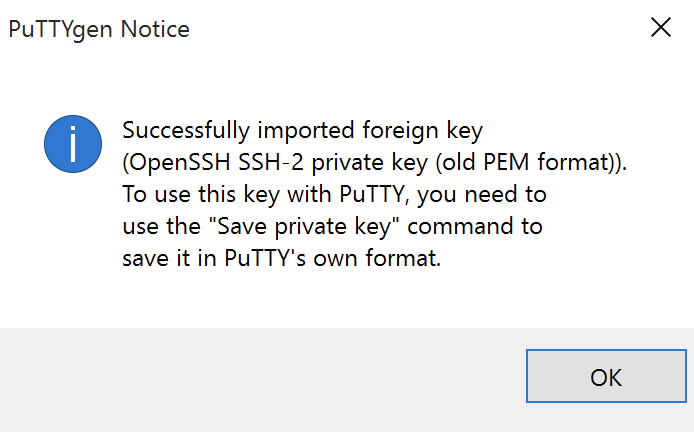 PuTTYgen Notice
Successfully imported foreign key
(OpenSSH SSH-2 private key (old PEM format)).
To use this key with PuTTY, you need to
use the "Save private key" command to
save it in PuTTY's own format.
OK